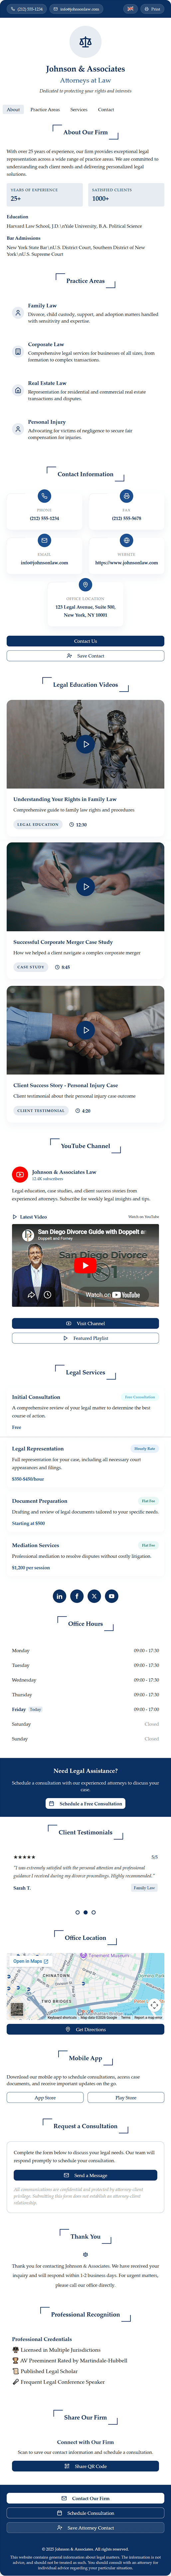 (212) 555-1234
info@johnsonlaw.com
Print
Johnson & Associates
Attorneys at Law
Dedicated to protecting your rights and interests
About
Practice Areas
Services
Contact
About Our Firm
With over 25 years of experience, our firm provides exceptional legal
representation across a wide range of practice areas. We are committed to
understanding each client needs and delivering personalized legal
solutions.
YEARS OF EXPERIENCE
25+
SATISFIED CLIENTS
1000+
Education
Harvard Law School, J.D.\nYale University, B.A. Political Science
Bar Admissions
New York State Bar\nU.S. District Court, Southern District of New
York\nU.S. Supreme Court
Practice Areas
Family Law
Divorce, child custody, support, and adoption matters handled
with sensitivity and expertise.
Corporate Law
Comprehensive legal services for businesses of all sizes, from
formation to complex transactions.
Real Estate Law
Representation for residential and commercial real estate
transactions and disputes.
Personal Injury
Advocating for victims of negligence to secure fair
compensation for injuries.
Contact Information
PHONE
(212) 555-1234
FAX
(212) 555-5678
EMAIL
info@johnsonlaw.com
WEBSITE
https://www.johnsonlaw.com
OFFICE LOCATION
123 Legal Avenue, Suite 500,
New York, NY 10001
Contact Us
Save Contact
Legal Education Videos
Understanding Your Rights in Family Law
Comprehensive guide to family law rights and procedures
LEGAL EDUCATION
12:30
Successful Corporate Merger Case Study
How we helped a client navigate a complex corporate merger
CASE STUDY
8:45
Client Success Story - Personal Injury Case
Client testimonial about their personal injury case outcome
CLIENT TESTIMONIAL
4:20
YouTube Channel
Johnson & Associates Law
12.4K subscribers
Legal education, case studies, and client success stories from
experienced attorneys. Subscribe for weekly legal insights and tips.
Latest Video
Watch on YouTube
San Diego Divorce Guide with Doppelt a
Doppelt and Forney
San Diego Divorce
101
Watch on YouTube
Visit Channel
Featured Playlist
Legal Services
Initial Consultation
Free Consultation
A comprehensive review of your legal matter to determine the best
course of action.
Free
Legal Representation
Hourly Rate
Full representation for your case, including all necessary court
appearances and filings.
$350-$450/hour
Document Preparation
Flat Fee
Drafting and review of legal documents tailored to your specific needs.
Starting at $500
Mediation Services
Flat Fee
Professional mediation to resolve disputes without costly litigation.
$1,200 per session
Office Hours
Monday
09:00 - 17:30
Tuesday
09:00 - 17:30
Wednesday
09:00 - 17:30
Thursday
09:00 - 17:30
Friday
Today
09:00 - 17:00
Saturday
Closed
Sunday
Closed
Need Legal Assistance?
Schedule a consultation with our experienced attorneys to discuss your
case.
Schedule a Free Consultation
Client Testimonials
★★★★★
5/5
"I was extremely satisfied with the personal attention and professional
guidance I received during my divorce proceedings. Highly recommended."
Sarah T.
Family Law
Office Location
Open in Maps
Tenement Museum
CHINATOWN
TWO BRIDGES
Google
Keyboard shortcuts
Map data ©2025 Google
Terms
Report a map error
Get Directions
Mobile App
Download our mobile app to schedule consultations, access case
documents, and receive important updates on the go.
App Store
Play Store
Request a Consultation
Complete the form below to discuss your legal needs. Our team will
respond promptly to schedule your consultation.
Send a Message
All communications are confidential and protected by attorney-client
privilege. Submitting this form does not establish an attorney-client
relationship.
Thank You
Thank you for contacting Johnson & Associates. We have received your
inquiry and will respond within 1-2 business days. For urgent matters,
please call our office directly.
Professional Recognition
Professional Credentials
Licensed in Multiple Jurisdictions
AV Preeminent Rated by Martindale-Hubbell
Published Legal Scholar
Frequent Legal Conference Speaker
Share Our Firm
Connect with Our Firm
Scan to save our contact information and schedule a consultation.
Share QR Code
Contact Our Firm
Schedule Consultation
Save Attorney Contact
© 2025 Johnson & Associates. All rights reserved.
This website contains general information about legal matters. The information is not
advice, and should not be treated as such. You should consult with an attorney for
individual advice regarding your particular situation.